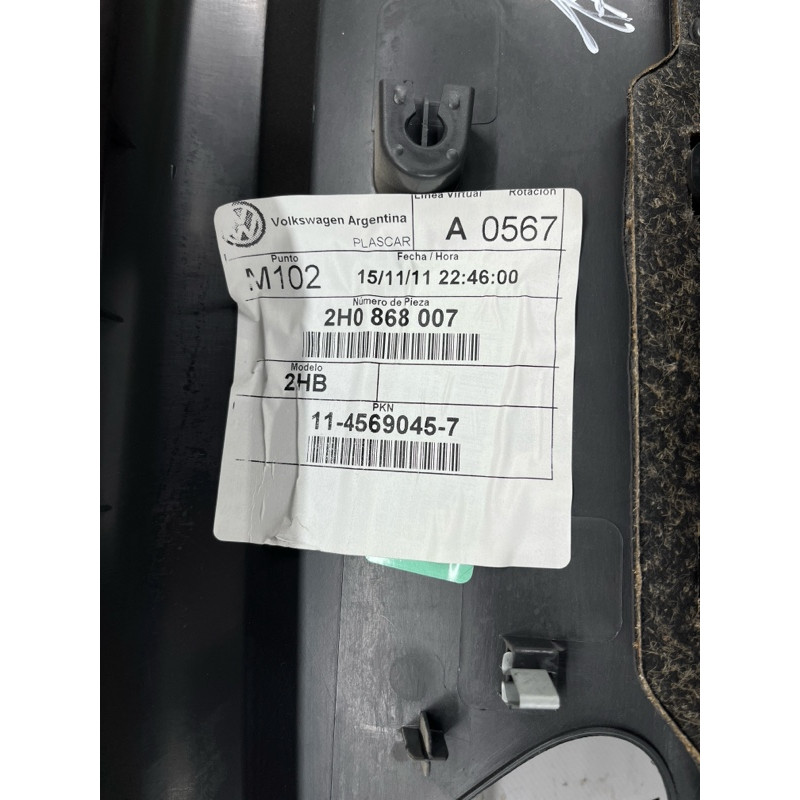 Linea Virtual Rotacion
Volkswagen Argentina
PLASCAR
A 0567
Punto Fecha / Hora
M102 15/11/11 22:46:00
Número de Pieza
2H0 868 007
Modelo
2HB
PKN
11-4569045-7